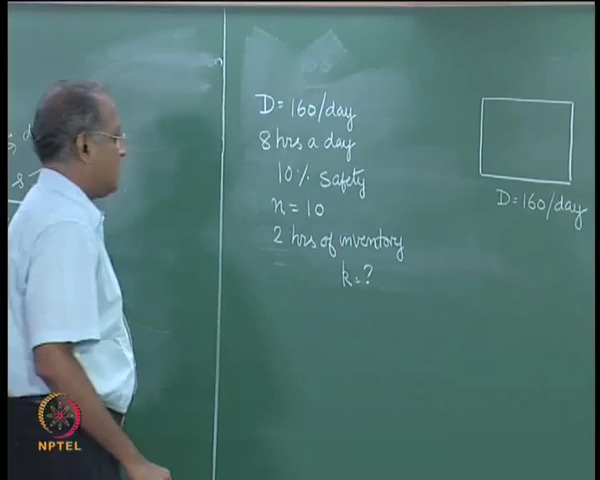 D = 160/day
8 hrs a day
10% safety
n = 10
2 hrs of inventory
k = ?
D = 160/day
NPTEL